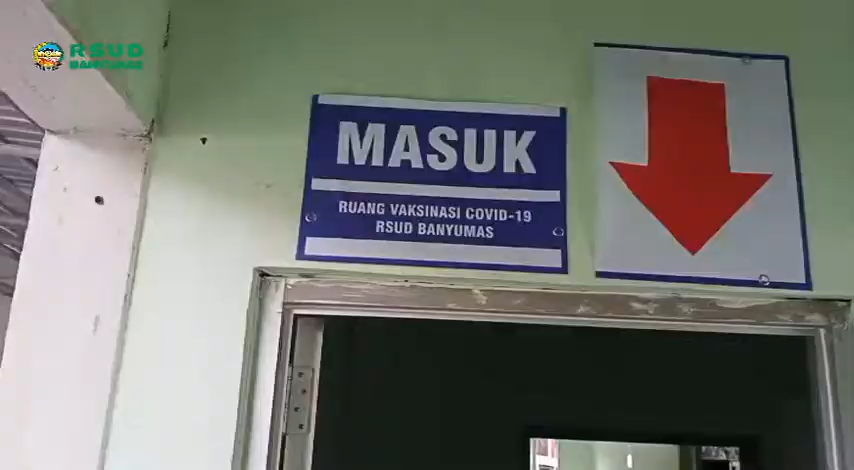 RSUD
BANYUMAS
MASUK
RUANG VAKSINASI COVID-19
RSUD BANYUMAS